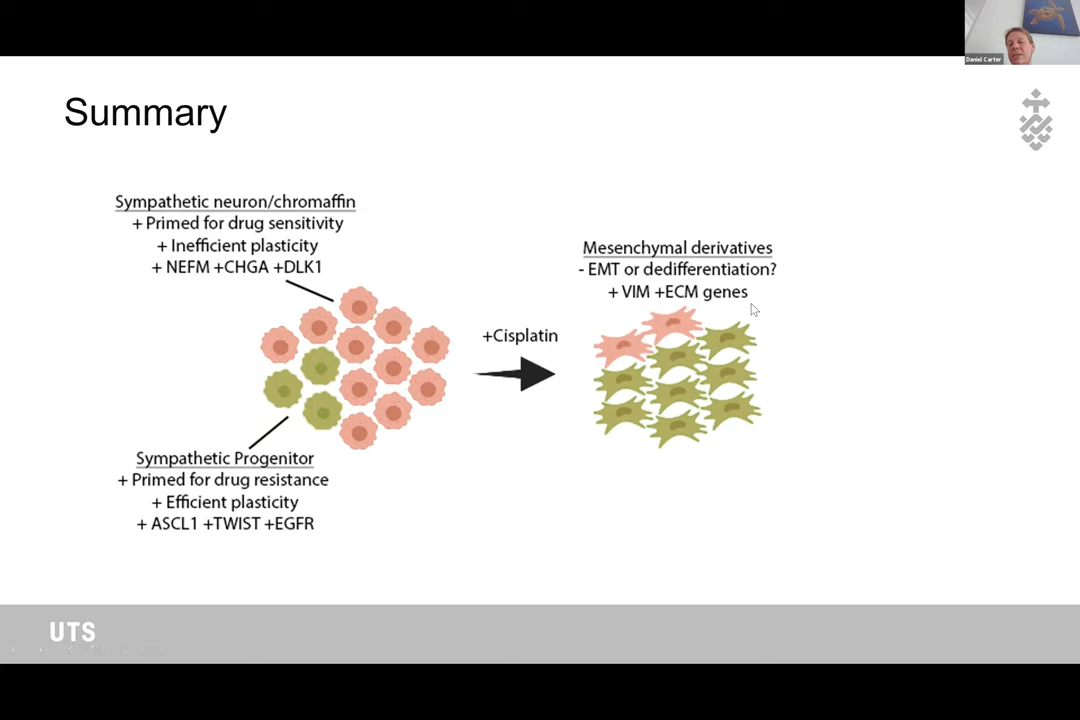 Daniel Carter
Summary
Sympathetic neuron/chromaffin
+ Primed for drug sensitivity
+ Inefficient plasticity
+ NEFM +CHGA +DLK1
Mesenchymal derivatives
- EMT or dedifferentiation?
+ VIM +ECM genes
+Cisplatin
Sympathetic Progenitor
+ Primed for drug resistance
+ Efficient plasticity
+ ASCL1 +TWIST +EGFR
UTS